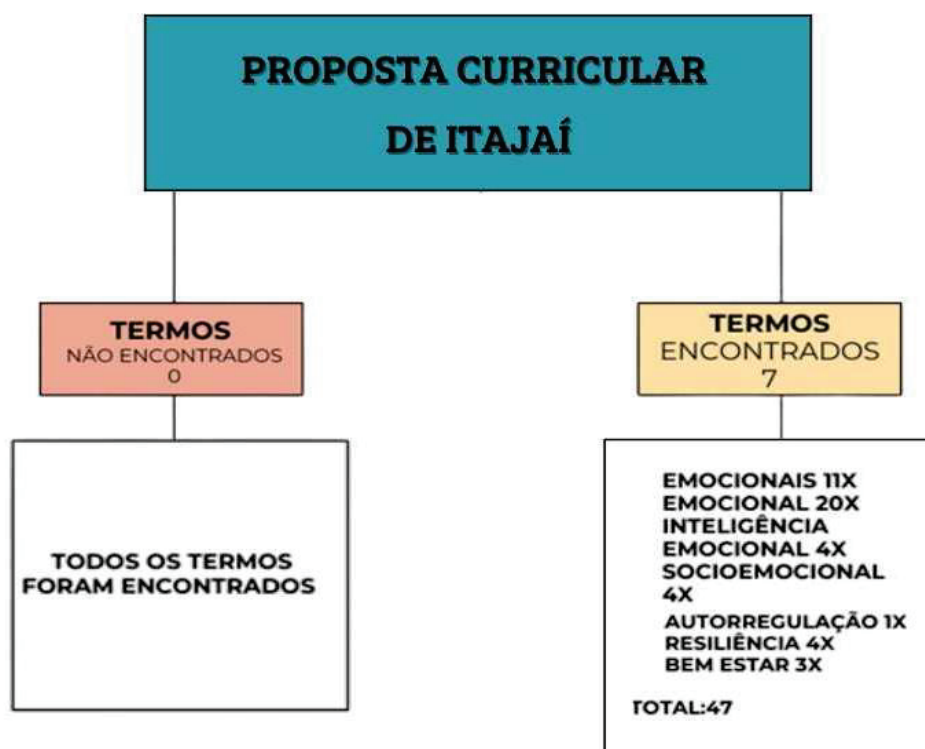 PROPOSTA CURRICULAR
DE ITAJAÍ
TERMOS
NÃO ENCONTRADOS
0
TODOS OS TERMOS
FORAM ENCONTRADOS
TERMOS
ENCONTRADOS
7
EMOCIONAIS 11X
EMOCIONAL 20X
INTELIGÊNCIA
EMOCIONAL 4X
SOCIOEMOCIONAL
4X
AUTORREGULAÇÃO 1X
RESILIÊNCIA 4X
BEM ESTAR 3X
TOTAL:47